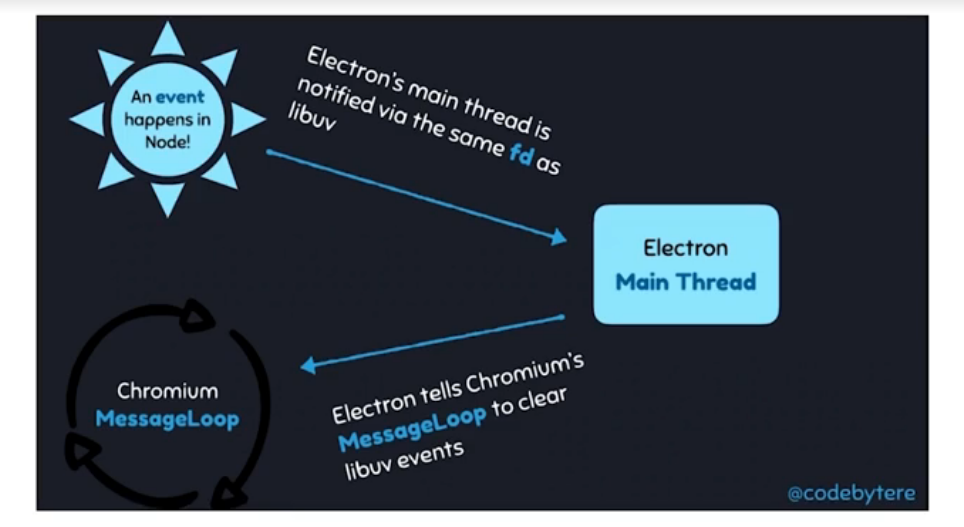 An event
happens in
Node!
Electron's main thread is
notified via the same fd as
libuv
Electron
Main Thread
Chromium
MessageLoop
Electron tells Chromium's
MessageLoop to clear
libuv events
@codebytere